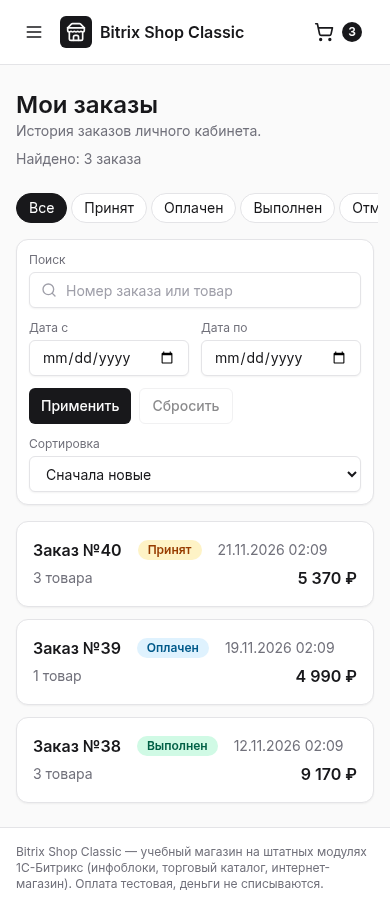 Bitrix Shop Classic
3
Мои заказы
История заказов личного кабинета.
Найдено: 3 заказа
Все Принят Оплачен Выполнен Отм
Поиск
Номер заказа или товар
Дата с Дата по
mm/dd/yyyy mm/dd/yyyy
Применить Сбросить
Сортировка
Сначала новые
Заказ №40 Принят 21.11.2026 02:09
3 товара 5 370 ₽
Заказ №39 Оплачен 19.11.2026 02:09
1 товар 4 990 ₽
Заказ №38 Выполнен 12.11.2026 02:09
3 товара 9 170 ₽
Bitrix Shop Classic — учебный магазин на штатных модулях
1С-Битрикс (инфоблоки, торговый каталог, интернет-
магазин). Оплата тестовая, деньги не списываются.